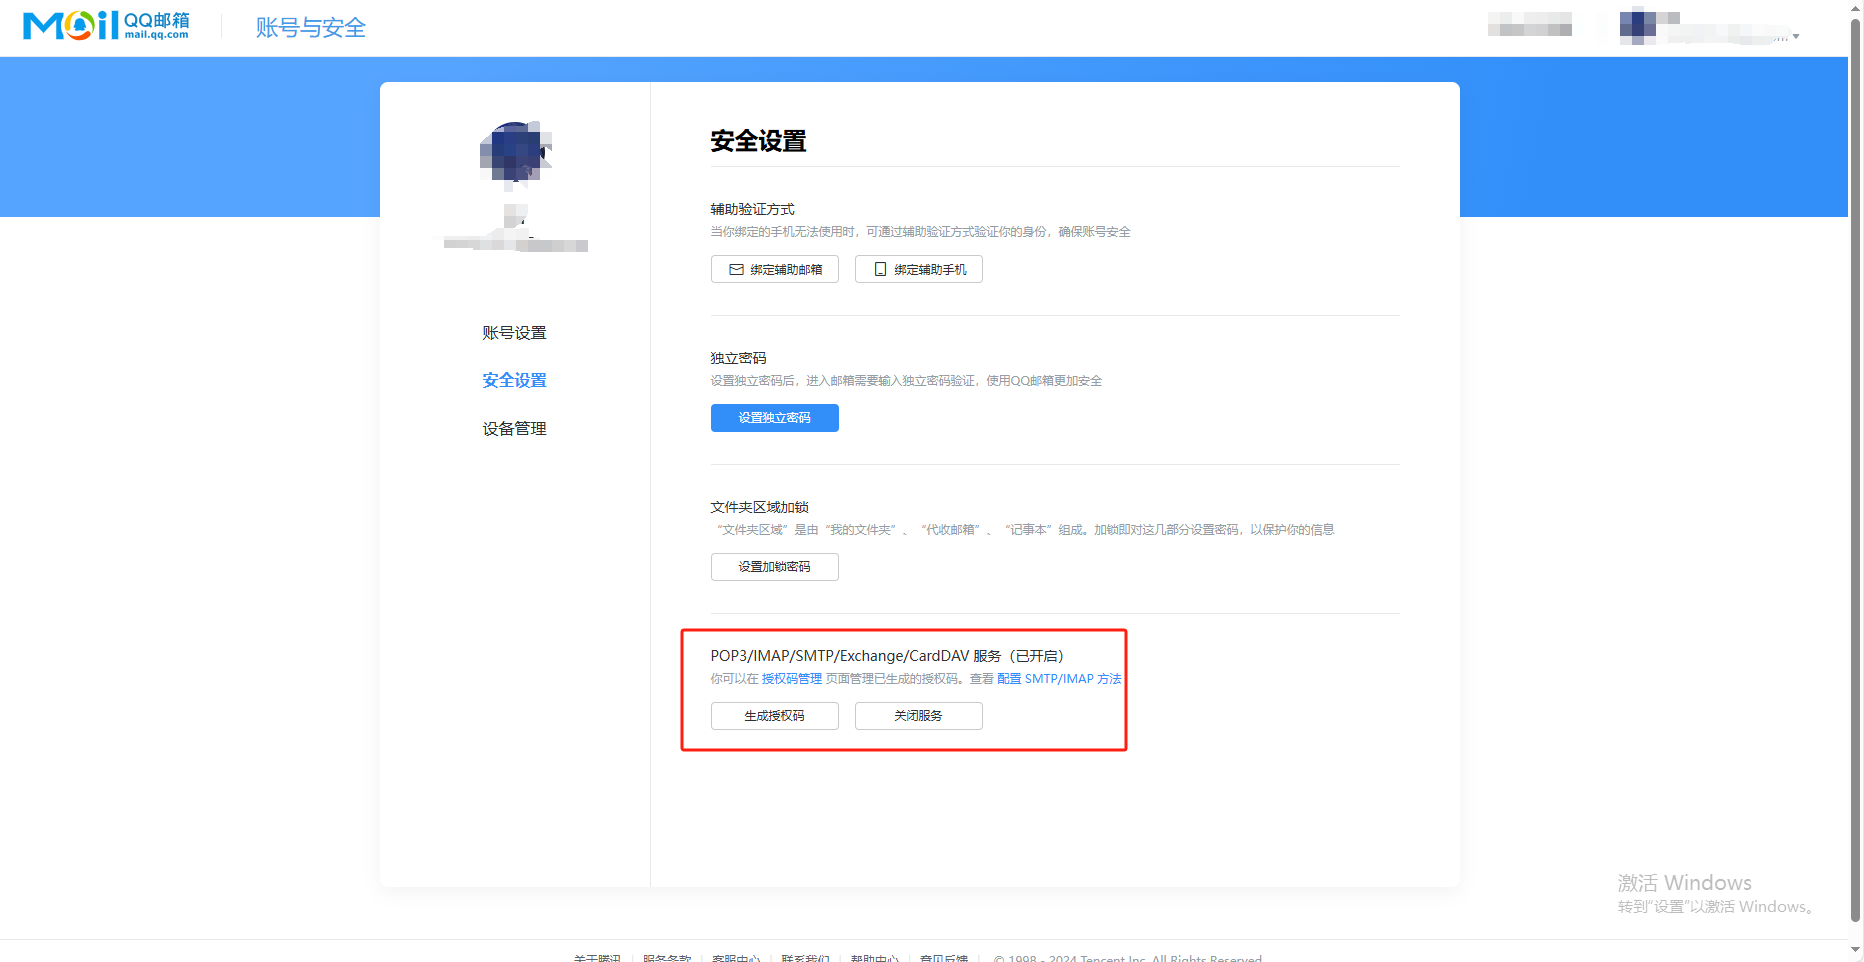 Mail QQ邮箱
mail.qq.com
账号与安全
安全设置
辅助验证方式
当你绑定的手机无法使用时，可通过辅助验证方式验证你的身份，确保账号安全
绑定辅助邮箱
绑定辅助手机
账号设置
安全设置
设备管理
独立密码
设置独立密码后，进入邮箱需要输入独立密码验证，使用QQ邮箱更加安全
设置独立密码
文件夹区域加锁
“文件夹区域”是由“我的文件夹”、“代收邮箱”、“记事本”组成。加锁即对这几部分设置密码，以保护你的信息
设置加锁密码
POP3/IMAP/SMTP/Exchange/CardDAV 服务（已开启）
你可以在 授权码管理 页面管理已生成的授权码。查看 配置 SMTP/IMAP 方法
生成授权码
关闭服务
激活 Windows
转到“设置”以激活 Windows。
关于腾讯 | 服务条款 | 客服中心 | 联系我们 | 帮助中心 | 意见反馈 | © 1998 - 2024 Tencent Inc. All Rights Reserved